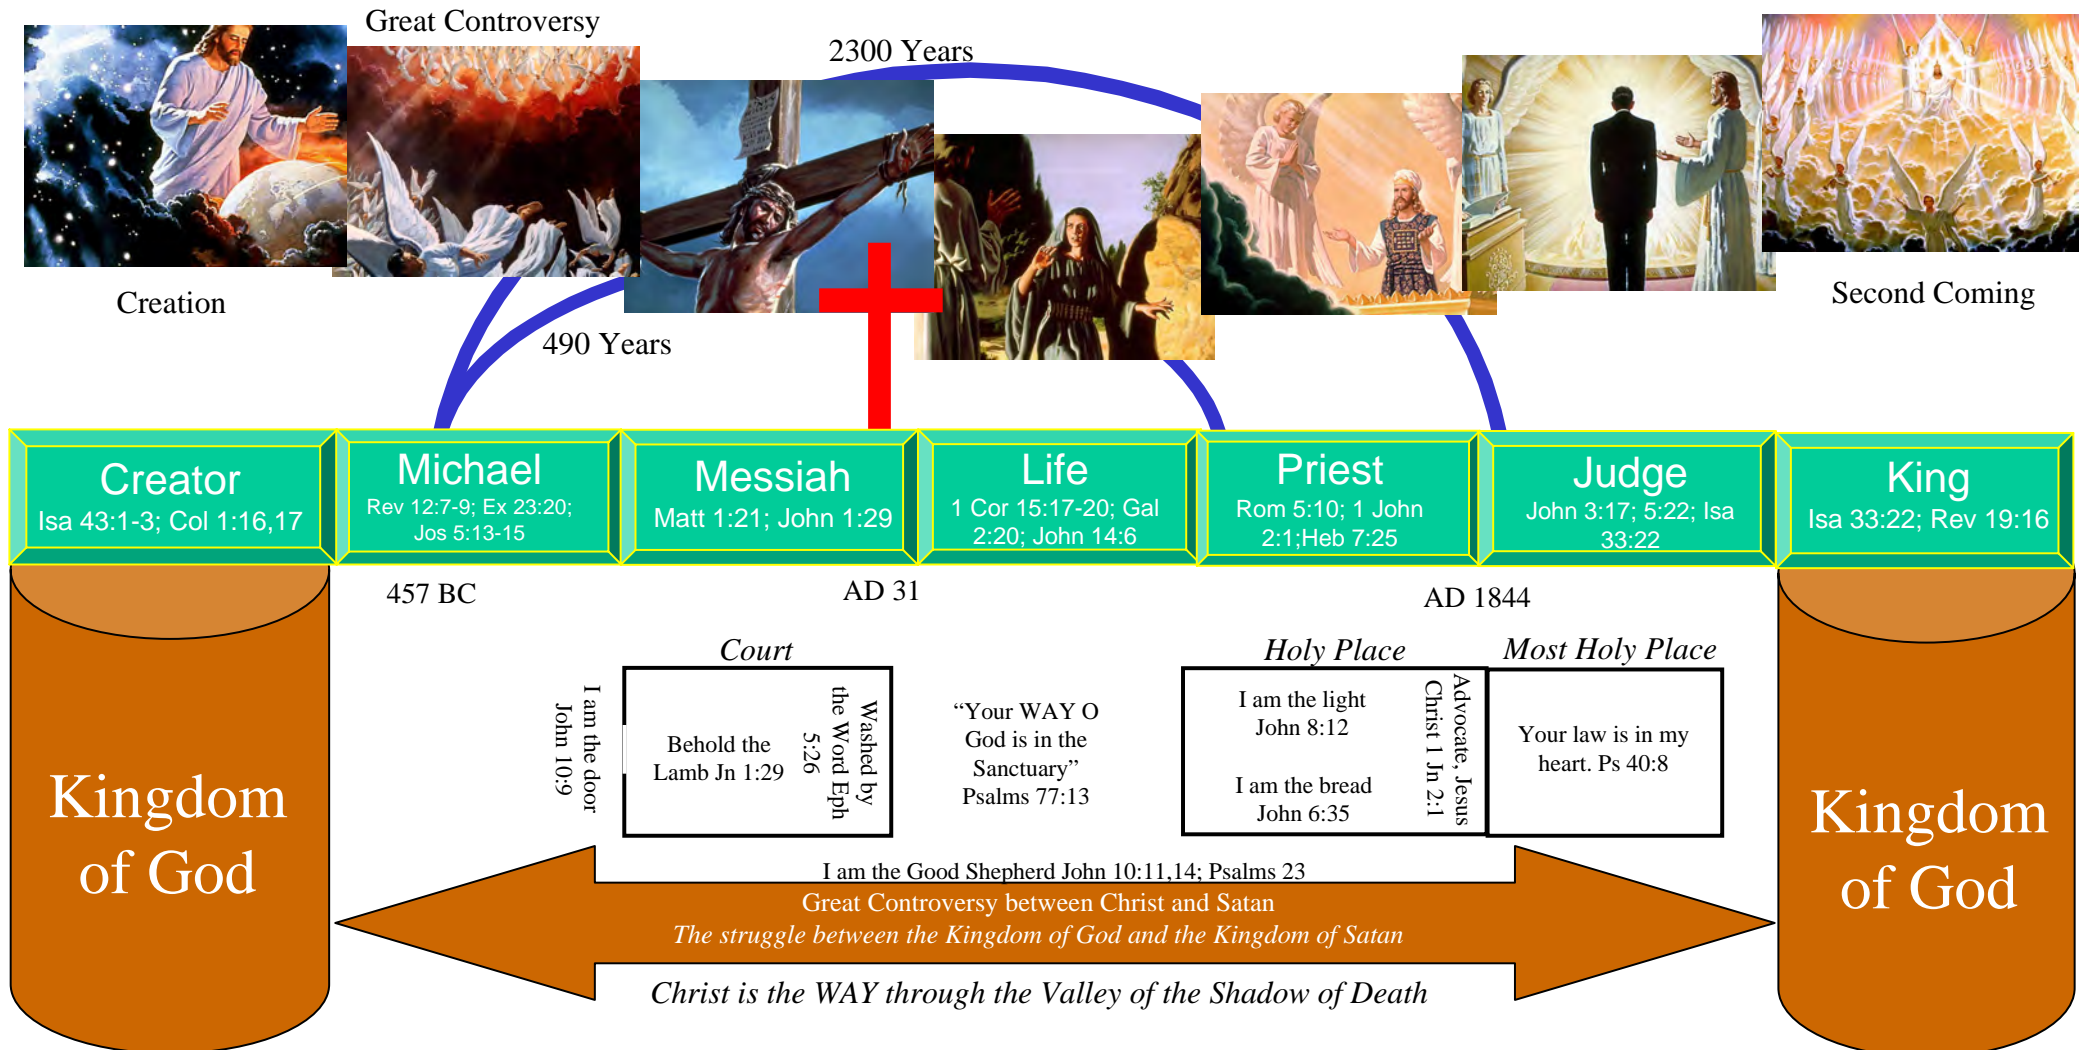 Great Controversy
2300 Years
Creation
490 Years
Second Coming
Creator
Isa 43:1-3; Col 1:16,17
Michael
Rev 12:7-9; Ex 23:20;
Jos 5:13-15
Messiah
Matt 1:21; John 1:29
Life
1 Cor 15:17-20; Gal
2:20; John 14:6
Priest
Rom 5:10; 1 John
2:1;Heb 7:25
Judge
John 3:17; 5:22; Isa
33:22
King
Isa 33:22; Rev 19:16
457 BC
AD 31
AD 1844
Court
Holy Place
Most Holy Place
I am the door
John 10:9
Behold the
Lamb Jn 1:29
Washed by
the Word Eph
5:26
“Your WAY O
God is in the
Sanctuary”
Psalms 77:13
I am the light
John 8:12
I am the bread
John 6:35
Advocate, Jesus
Christ 1 Jn 2:1
Your law is in my
heart. Ps 40:8
Kingdom
of God
I am the Good Shepherd John 10:11,14; Psalms 23
Great Controversy between Christ and Satan
The struggle between the Kingdom of God and the Kingdom of Satan
Christ is the WAY through the Valley of the Shadow of Death
Kingdom
of God